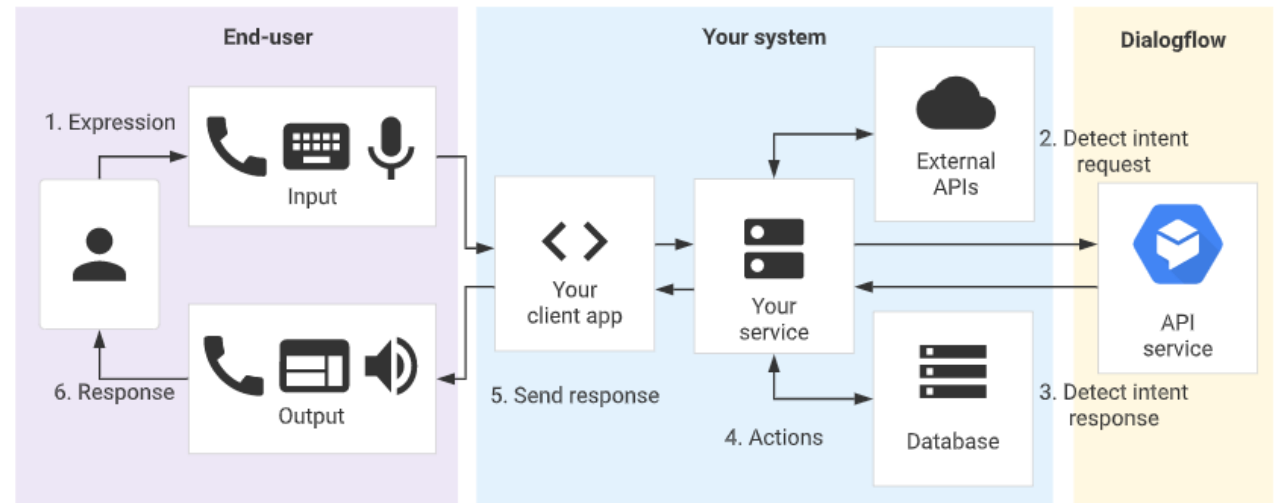 End-user
Your system
Dialogflow
1. Expression
Input
External
APIs
2. Detect intent
request
Your
client app
Your
service
API
service
6. Response
Output
5. Send response
4. Actions
Database
3. Detect intent
response